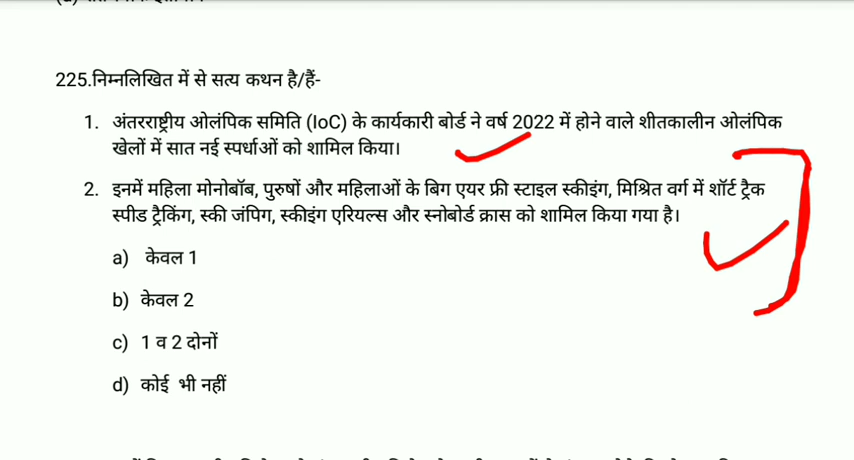 225.निम्नलिखित में से सत्य कथन है/हैं-
1. अंतरराष्ट्रीय ओलंपिक समिति (IoC) के कार्यकारी बोर्ड ने वर्ष 2022 में होने वाले शीतकालीन ओलंपिक
खेलों में सात नई स्पर्धाओं को शामिल किया।
2. इनमें महिला मोनोबॉब, पुरुषों और महिलाओं के बिग एयर फ्री स्टाइल स्कीइंग, मिश्रित वर्ग में शॉर्ट ट्रैक
स्पीड ट्रैकिंग, स्की जंपिग, स्कीइंग एरियल्स और स्नोबोर्ड क्रास को शामिल किया गया है।
a) केवल 1
b) केवल 2
c) 1 व 2 दोनों
d) कोई भी नहीं